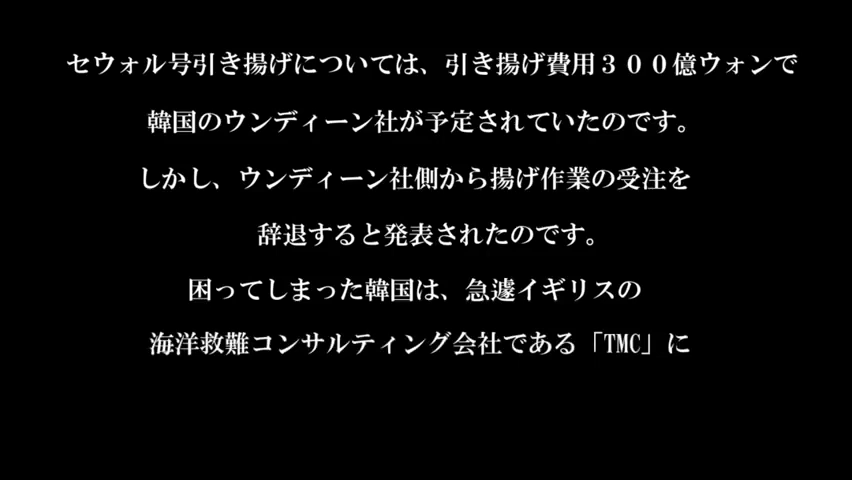 セウォル号引き揚げについては、引き揚げ費用３００億ウォンで
韓国のウンディーン社が予定されていたのです。
しかし、ウンディーン社側から揚げ作業の受注を
辞退すると発表されたのです。
困ってしまった韓国は、急遽イギリスの
海洋救難コンサルティング会社である「TMC」に